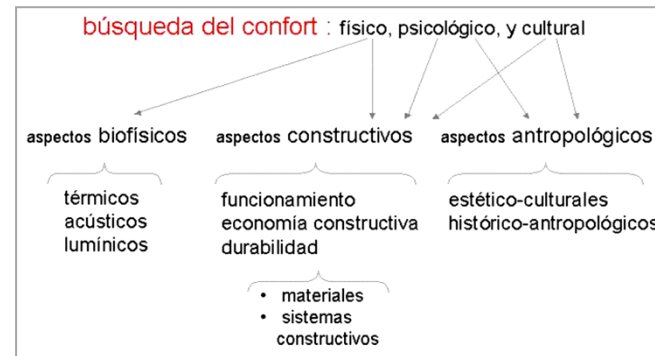 búsqueda del confort : físico, psicológico, y cultural
aspectos biofísicos
aspectos constructivos
aspectos antropológicos
térmicos
acústicos
lumínicos
funcionamiento
economía constructiva
durabilidad
estético-culturales
histórico-antropológicos
• materiales
• sistemas
constructivos